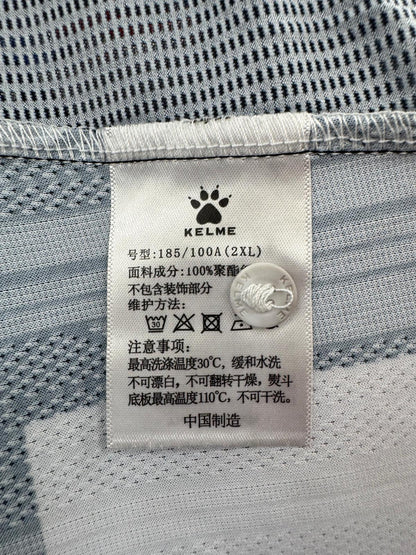 KELME
号型:185/100A(2XL)
面料成分:100%聚酯
不包含装饰部分
维护方法:
30
注意事项:
最高洗涤温度30℃,缓和水洗
不可漂白,不可翻转干燥,熨斗
底板最高温度110℃,不可干洗。
中国制造
KELME